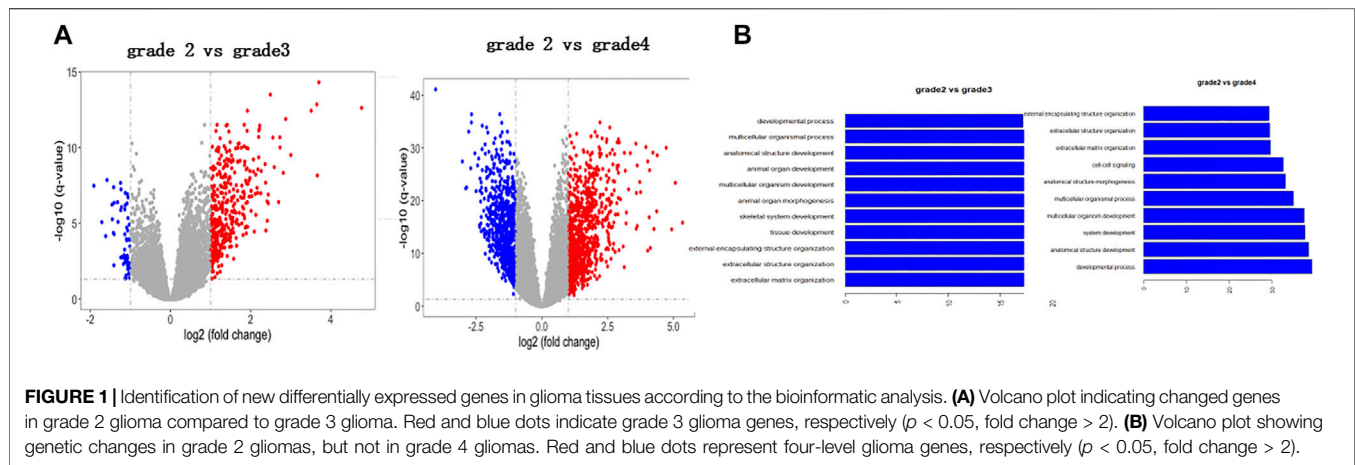 A
B
grade 2 vs grade3
grade 2 vs grade4
15
10
5
0
-log10 (q-value)
-2
0
2
4
log2 (fold change)
40
30
20
10
0
-log10 (q-value)
-2.5
0.0
2.5
5.0
log2 (fold change)
grade2 vs grade3
developmental process
multicellular organismal process
anatomical structure development
animal organ development
multicellular organism development
animal organ morphogenesis
skeletal system development
tissue development
external encapsulating structure organization
extracellular structure organization
extracellular matrix organization
0
5
10
15
20
grade2 vs grade4
external encapsulating structure organization
extracellular structure organization
extracellular matrix organization
cell-cell signaling
anatomical structure morphogenesis
multicellular organismal process
multicellular organism development
system development
anatomical structure development
developmental process
0
10
20
30
FIGURE 1 | Identification of new differentially expressed genes in glioma tissues according to the bioinformatic analysis. (A) Volcano plot indicating changed genes
in grade 2 glioma compared to grade 3 glioma. Red and blue dots indicate grade 3 glioma genes, respectively (p < 0.05, fold change > 2). (B) Volcano plot showing
genetic changes in grade 2 gliomas, but not in grade 4 gliomas. Red and blue dots represent four-level glioma genes, respectively (p < 0.05, fold change > 2).